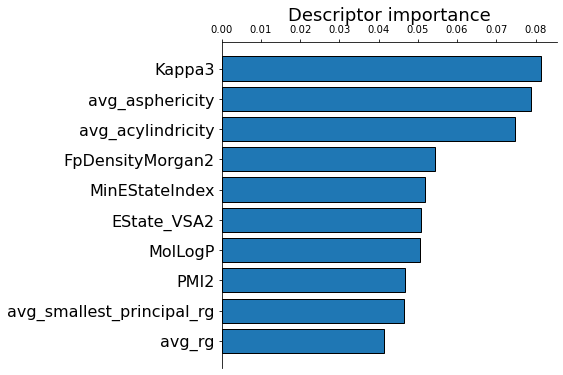 Descriptor importance
0.00 0.01 0.02 0.03 0.04 0.05 0.06 0.07 0.08
Kappa3
avg_asphericity
avg_acylindricity
FpDensityMorgan2
MinEStateIndex
EState_VSA2
MolLogP
PMI2
avg_smallest_principal_rg
avg_rg